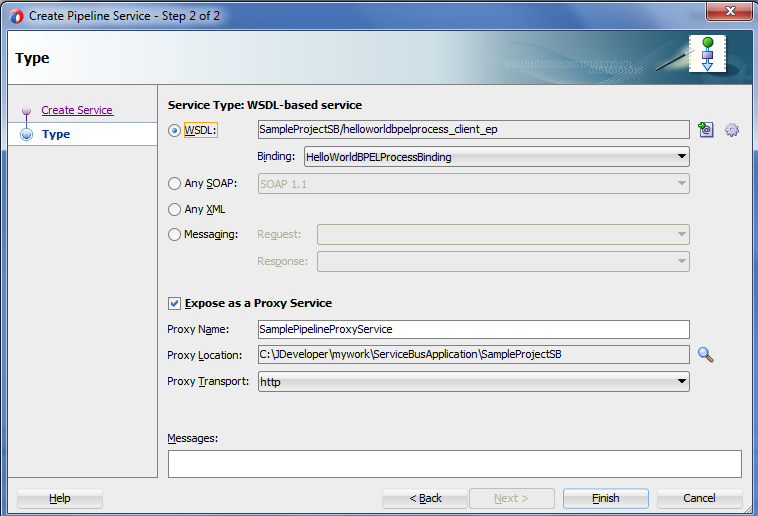 Create Pipeline Service - Step 2 of 2
Type
010101010101010101010101010101
0101010101010
Create Service
Type
Service Type: WSDL-based service
WSDL: SampleProjectSB/helloworldbpelprocess_client_ep
Binding: HelloWorldBPELProcessBinding
Any SOAP: SOAP 1.1
Any XML
Messaging: Request:
Response:
Expose as a Proxy Service
Proxy Name: SamplePipelineProxyService
Proxy Location: C:\JDeveloper\mywork\ServiceBusApplication\SampleProjectSB
Proxy Transport: http
Messages:
Help < Back Next > Finish Cancel